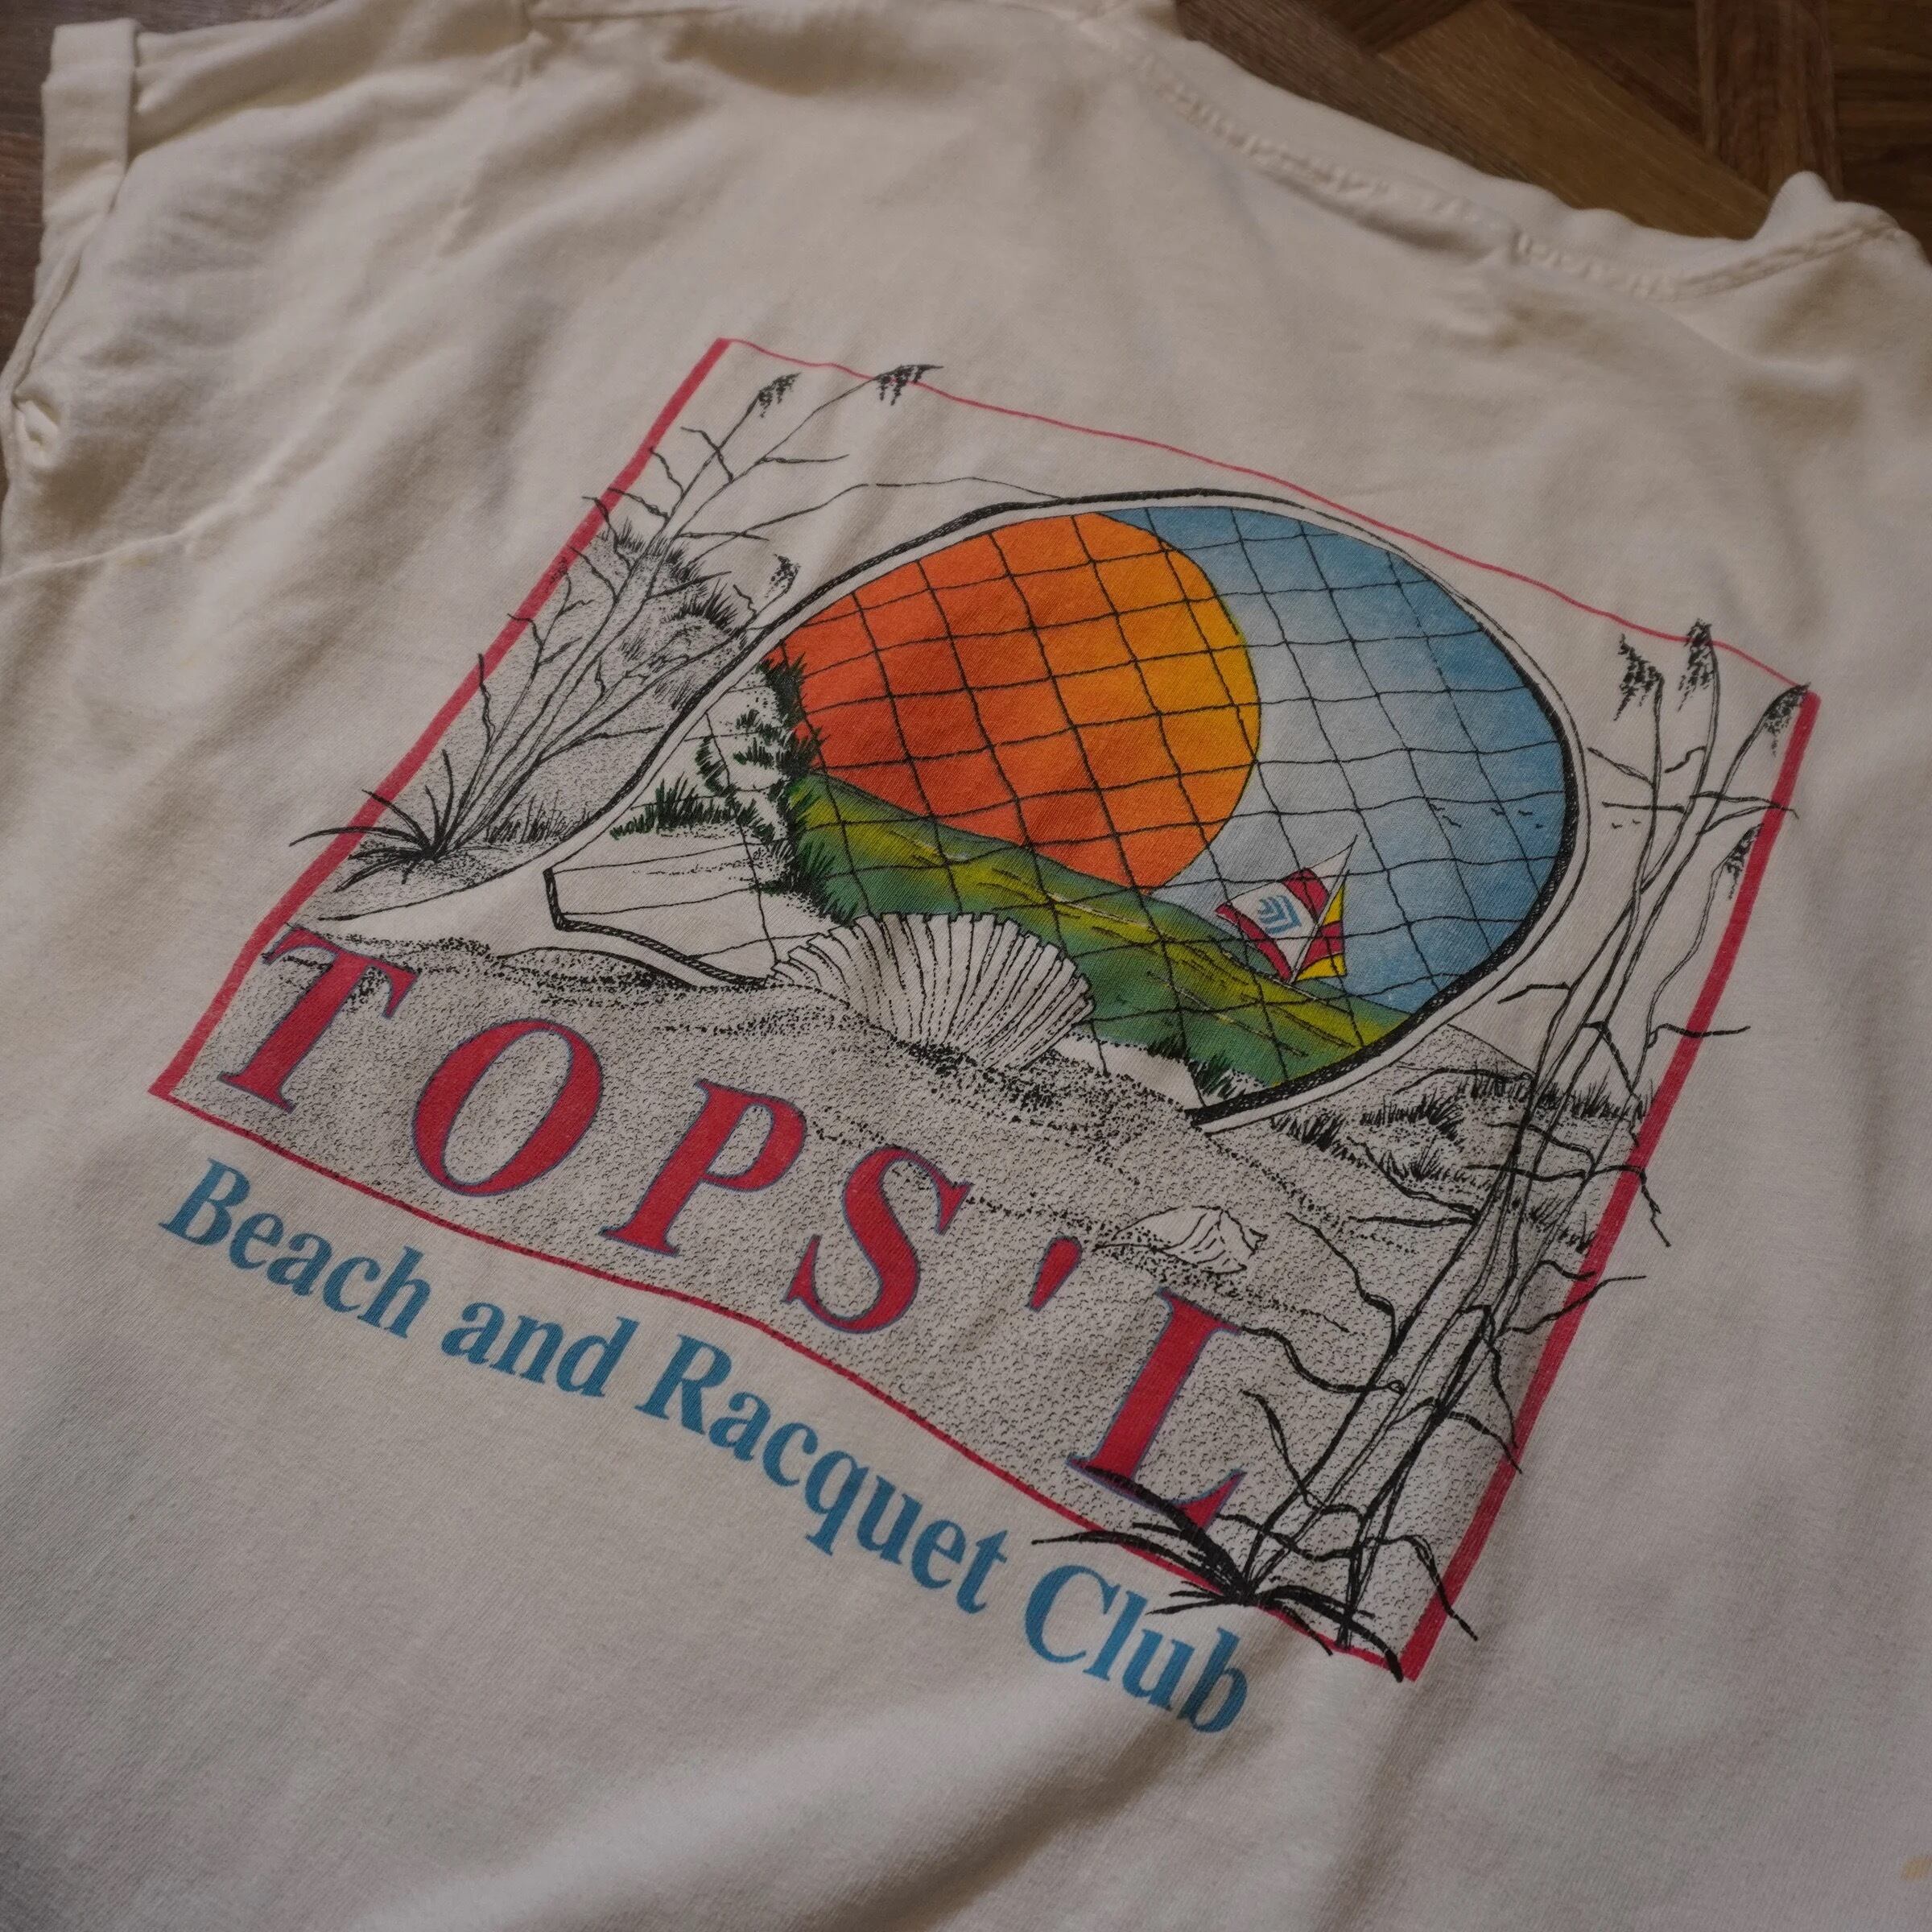 TOPS'L
Beach and Racquet Club